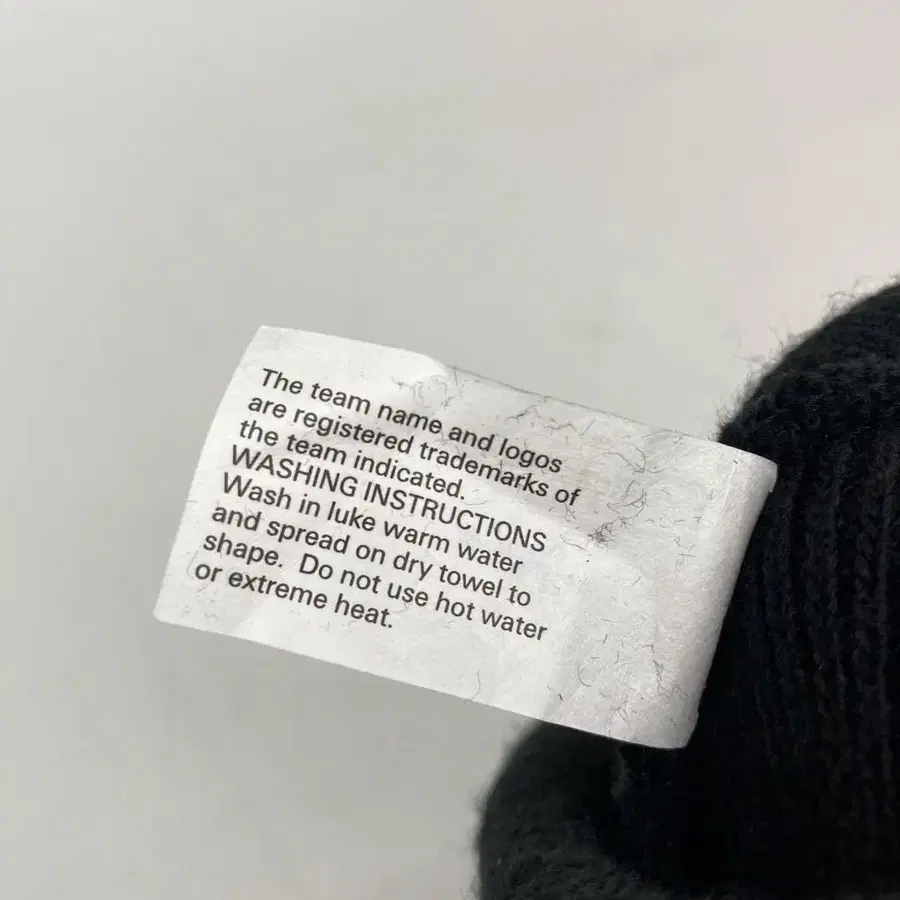 The team name and logos
are registered trademarks of
the team indicated.
WASHING INSTRUCTIONS
Wash in luke warm water
and spread on dry towel to
shape.  Do not use hot water
or extreme heat.